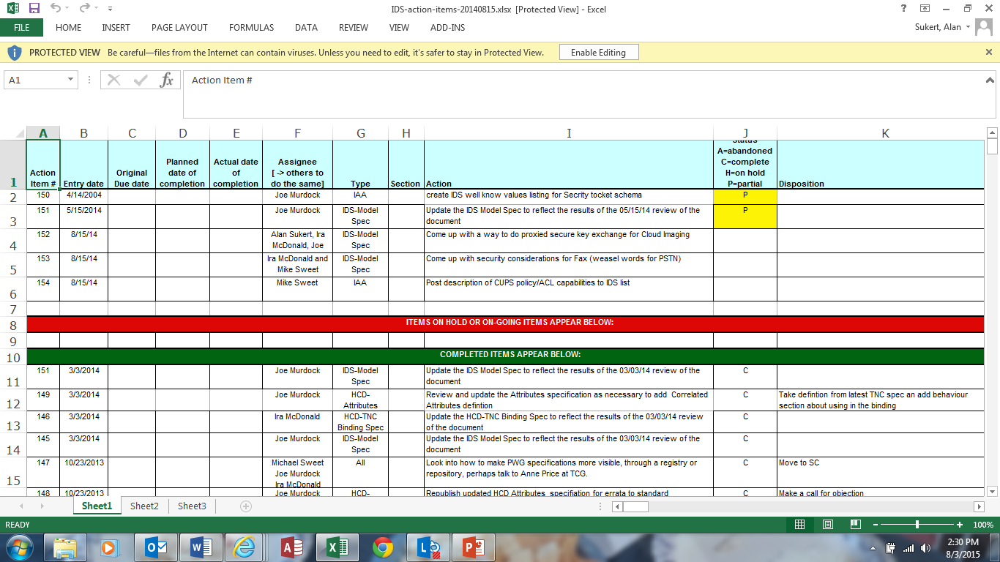 IDS-action-items-20140815.xlsx [Protected View] - Excel
FILE HOME INSERT PAGE LAYOUT FORMULAS DATA REVIEW VIEW ADD-INS Sukert, Alan
PROTECTED VIEW Be careful—files from the Internet can contain viruses. Unless you need to edit, it's safer to stay in Protected View. Enable Editing
A1 fx Action Item #
A B C D E F G H I J K
1 Action Item # Entry date Original Due date Planned date of completion Actual date of completion Assignee [ -> others to do the same] Type Section Action Status A=abandoned C=complete H=on hold P=partial Disposition
2 150 4/14/2004 Joe Murdock IAA create IDS well know values listing for Secrity tocket schema P
3 151 5/15/2014 Joe Murdock IDS-Model Spec Update the IDS Model Spec to reflect the results of the 05/15/14 review of the document P
4 152 8/15/14 Alan Sukert, Ira McDonald, Joe IDS-Model Spec Come up with a way to do proxied secure key exchange for Cloud Imaging
5 153 8/15/14 Ira McDonald and Mike Sweet IDS-Model Spec Come up with security considerations for Fax (weasel words for PSTN)
6 154 8/15/14 Mike Sweet IAA Post description of CUPS policy/ACL capabilities to IDS list
7
8 ITEMS ON HOLD OR ON-GOING ITEMS APPEAR BELOW:
9
10 COMPLETED ITEMS APPEAR BELOW:
11 151 3/3/2014 Joe Murdock IDS-Model Spec Update the IDS Model Spec to reflect the results of the 03/03/14 review of the document C
12 149 3/3/2014 Joe Murdock HCD-Attributes Review and update the Attributes specification as necessary to add Correlated Attributes defintion C Take defintion from latest TNC spec an add behaviour section about using in the binding
13 146 3/3/2014 Ira McDonald HCD-TNC Binding Spec Update the HCD-TNC Binding Spec to reflect the results of the 03/03/14 review of the document C
14 145 3/3/2014 Joe Murdock IDS-Model Spec Update the IDS Model Spec to reflect the results of the 03/03/14 review of the document C
15 147 10/23/2013 Michael Sweet Joe Murdock Ira McDonald All Look into how to make PWG specifications more visible, through a registry or repository, perhaps talk to Anne Price at TCG. C Move to SC
148 10/23/2013 Joe Murdock HCD- Republish updated HCD Attributes specifiation for errata to standard C Make a call for objection
Sheet1 Sheet2 Sheet3
READY 100%
2:30 PM
8/3/2015